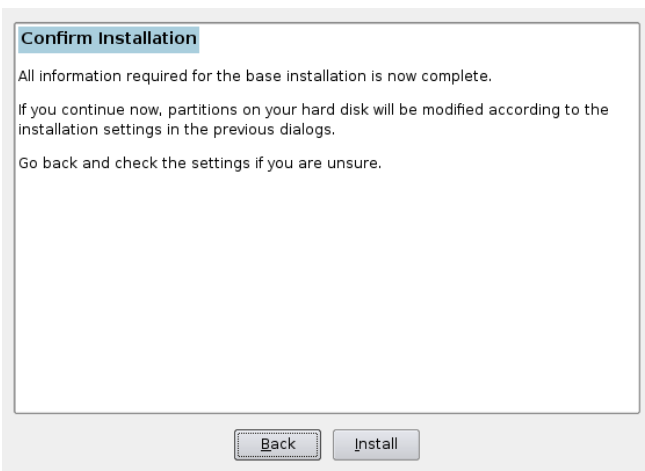 Confirm Installation
All information required for the base installation is now complete.
If you continue now, partitions on your hard disk will be modified according to the
installation settings in the previous dialogs.
Go back and check the settings if you are unsure.
Back Install